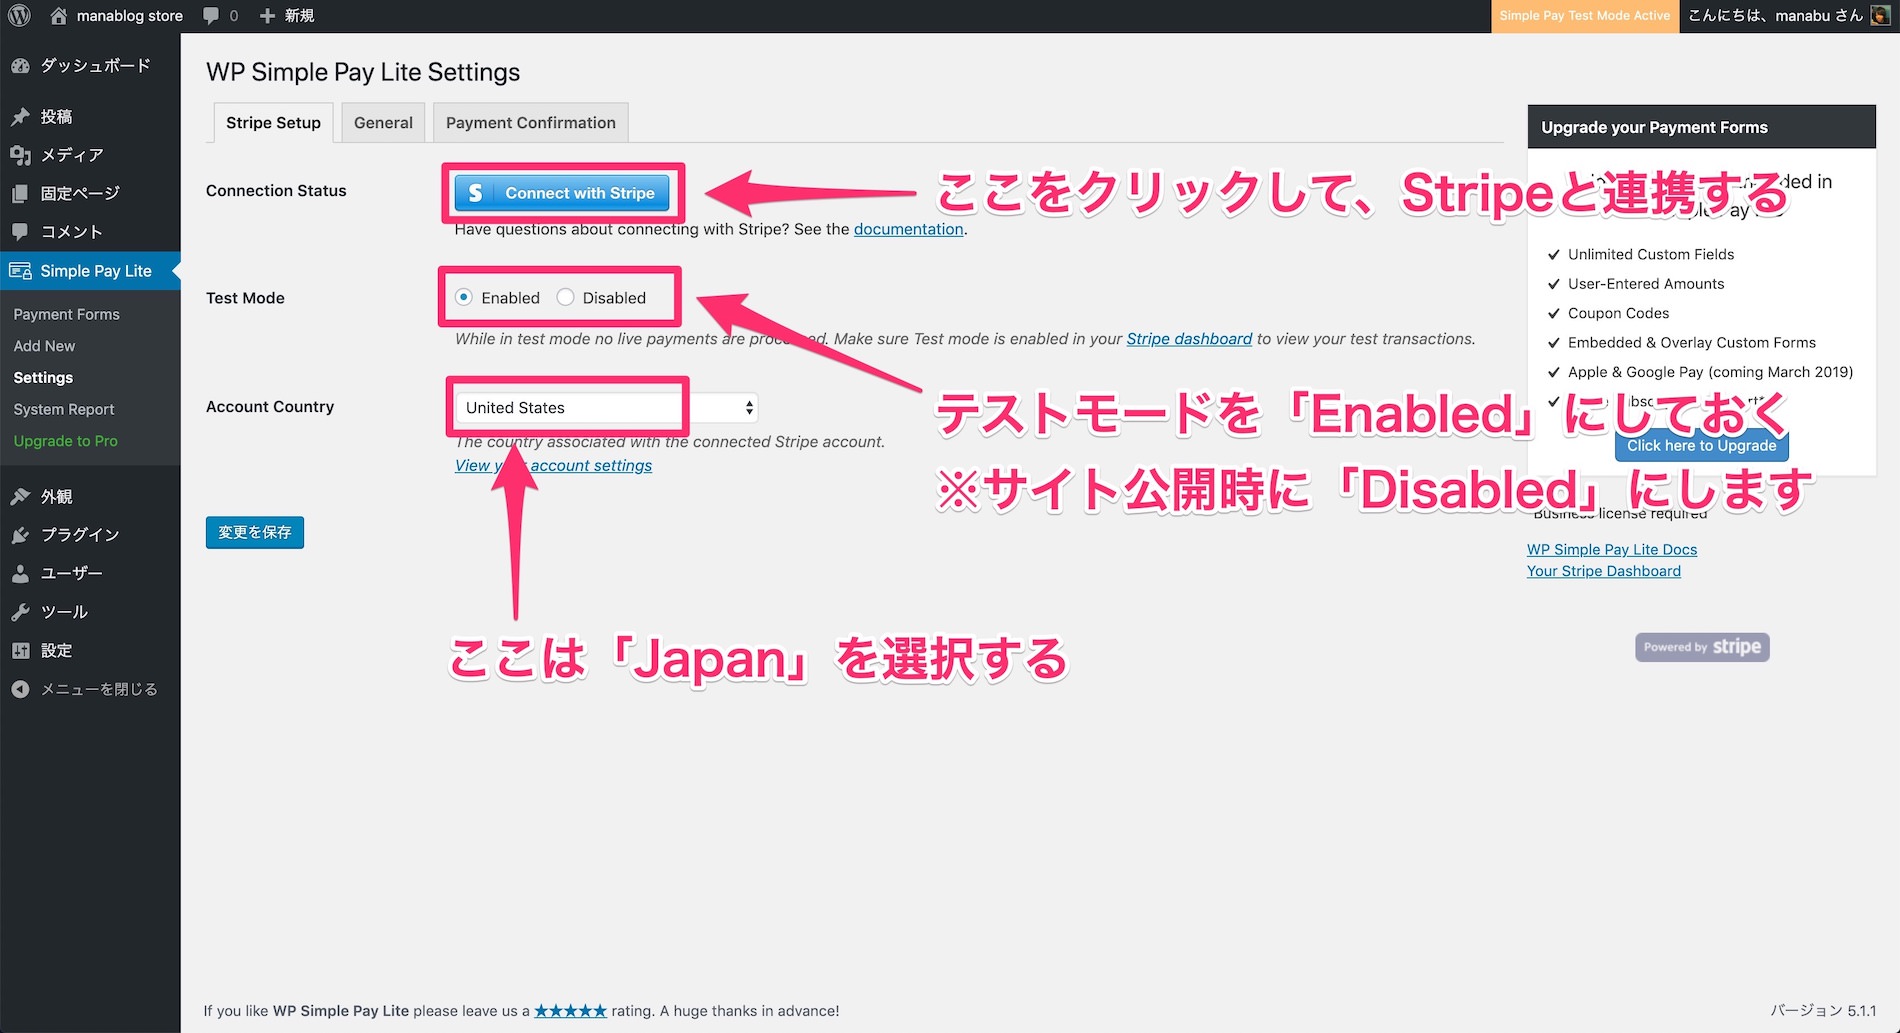 manablog store
0
新規
Simple Pay Test Mode Active
こんにちは、manabu さん
ダッシュボード
投稿
メディア
固定ページ
コメント
Simple Pay Lite
Payment Forms
Add New
Settings
System Report
Upgrade to Pro
外観
プラグイン
ユーザー
ツール
設定
メニューを閉じる
WP Simple Pay Lite Settings
Stripe Setup
General
Payment Confirmation
Connection Status
S Connect with Stripe
ここをクリックして、Stripeと連携する
Have questions about connecting with Stripe? See the documentation.
Test Mode
Enabled
Disabled
While in test mode no live payments are processed. Make sure Test mode is enabled in your Stripe dashboard to view your test transactions.
テストモードを「Enabled」にしておく
※サイト公開時に「Disabled」にします
Account Country
United States
The country associated with the connected Stripe account.
View your account settings
変更を保存
ここは「Japan」を選択する
Upgrade your Payment Forms
in
✓ Unlimited Custom Fields
✓ User-Entered Amounts
✓ Coupon Codes
✓ Embedded & Overlay Custom Forms
✓ Apple & Google Pay (coming March 2019)
Click here to Upgrade
Business license required
WP Simple Pay Lite Docs
Your Stripe Dashboard
Powered by stripe
If you like WP Simple Pay Lite please leave us a ★★★★★ rating. A huge thanks in advance!
バージョン 5.1.1